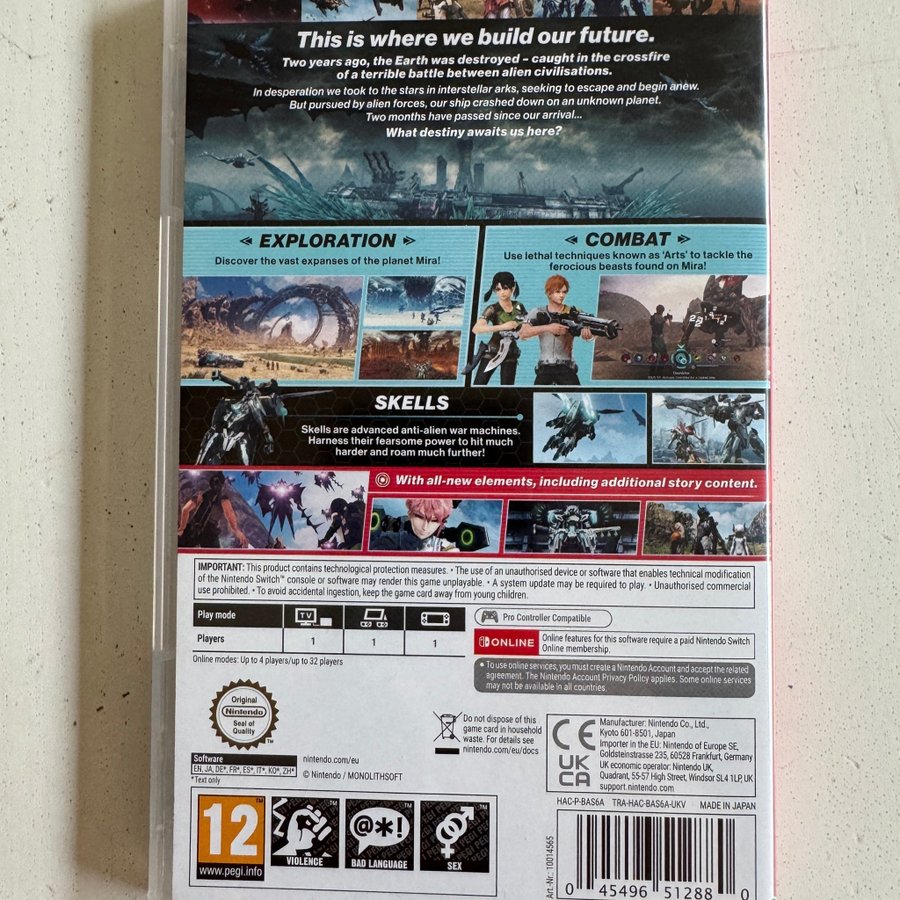 This is where we build our future.
Two years ago, the Earth was destroyed – caught in the crossfire
of a terrible battle between alien civilisations.
In desperation we took to the stars in interstellar arks, seeking to escape and begin anew.
But pursued by alien forces, our ship crashed down on an unknown planet.
Two months have passed since our arrival...
What destiny awaits us here?
EXPLORATION
Discover the vast expanses of the planet Mira!
COMBAT
Use lethal techniques known as 'Arts' to tackle the
ferocious beasts found on Mira!
SKELLS
Skells are advanced anti-alien war machines.
Harness their fearsome power to hit much
harder and roam much further!
With all-new elements, including additional story content.
IMPORTANT: This product contains technological protection measures. • The use of an unauthorised device or software that enables technical modification
of the Nintendo Switch™ console or software may render this game unplayable. • A system update may be required to play. • Unauthorised commercial
use prohibited. • To avoid accidental ingestion, keep the game card away from young children.
Play mode TV
Players 1 1 1
Online modes: Up to 4 players/up to 32 players
Pro Controller Compatible
ONLINE
Online features for this software require a paid Nintendo Switch
Online membership.
• To use online services, you must create a Nintendo Account and accept the related
agreement. The Nintendo Account Privacy Policy applies. Some online services
may not be available in all countries.
Original
Nintendo
Seal of
Quality
TM
Do not dispose of this
game card in household
waste. For details see
nintendo.com/eu/docs
CE
UK
CA
Manufacturer: Nintendo Co., Ltd.,
Kyoto 601-8501, Japan
Importer in the EU: Nintendo of Europe SE,
Goldsteinstrasse 235, 60528 Frankfurt, Germany
UK economic operator: Nintendo UK,
Quadrant, 55-57 High Street, Windsor SL4 1LP, UK
support.nintendo.com
Software
EN, JA, DE*, FR*, ES*, IT*, KO*, ZH*
*Text only
nintendo.com/eu
© Nintendo / MONOLITHSOFT
HAC-P-BAS6A TRA-HAC-BAS6A-UKV MADE IN JAPAN
12
www.pegi.info
VIOLENCE
@*!
BAD LANGUAGE
SEX
Art.-Nr.: 10014565
0 45496 51288 0